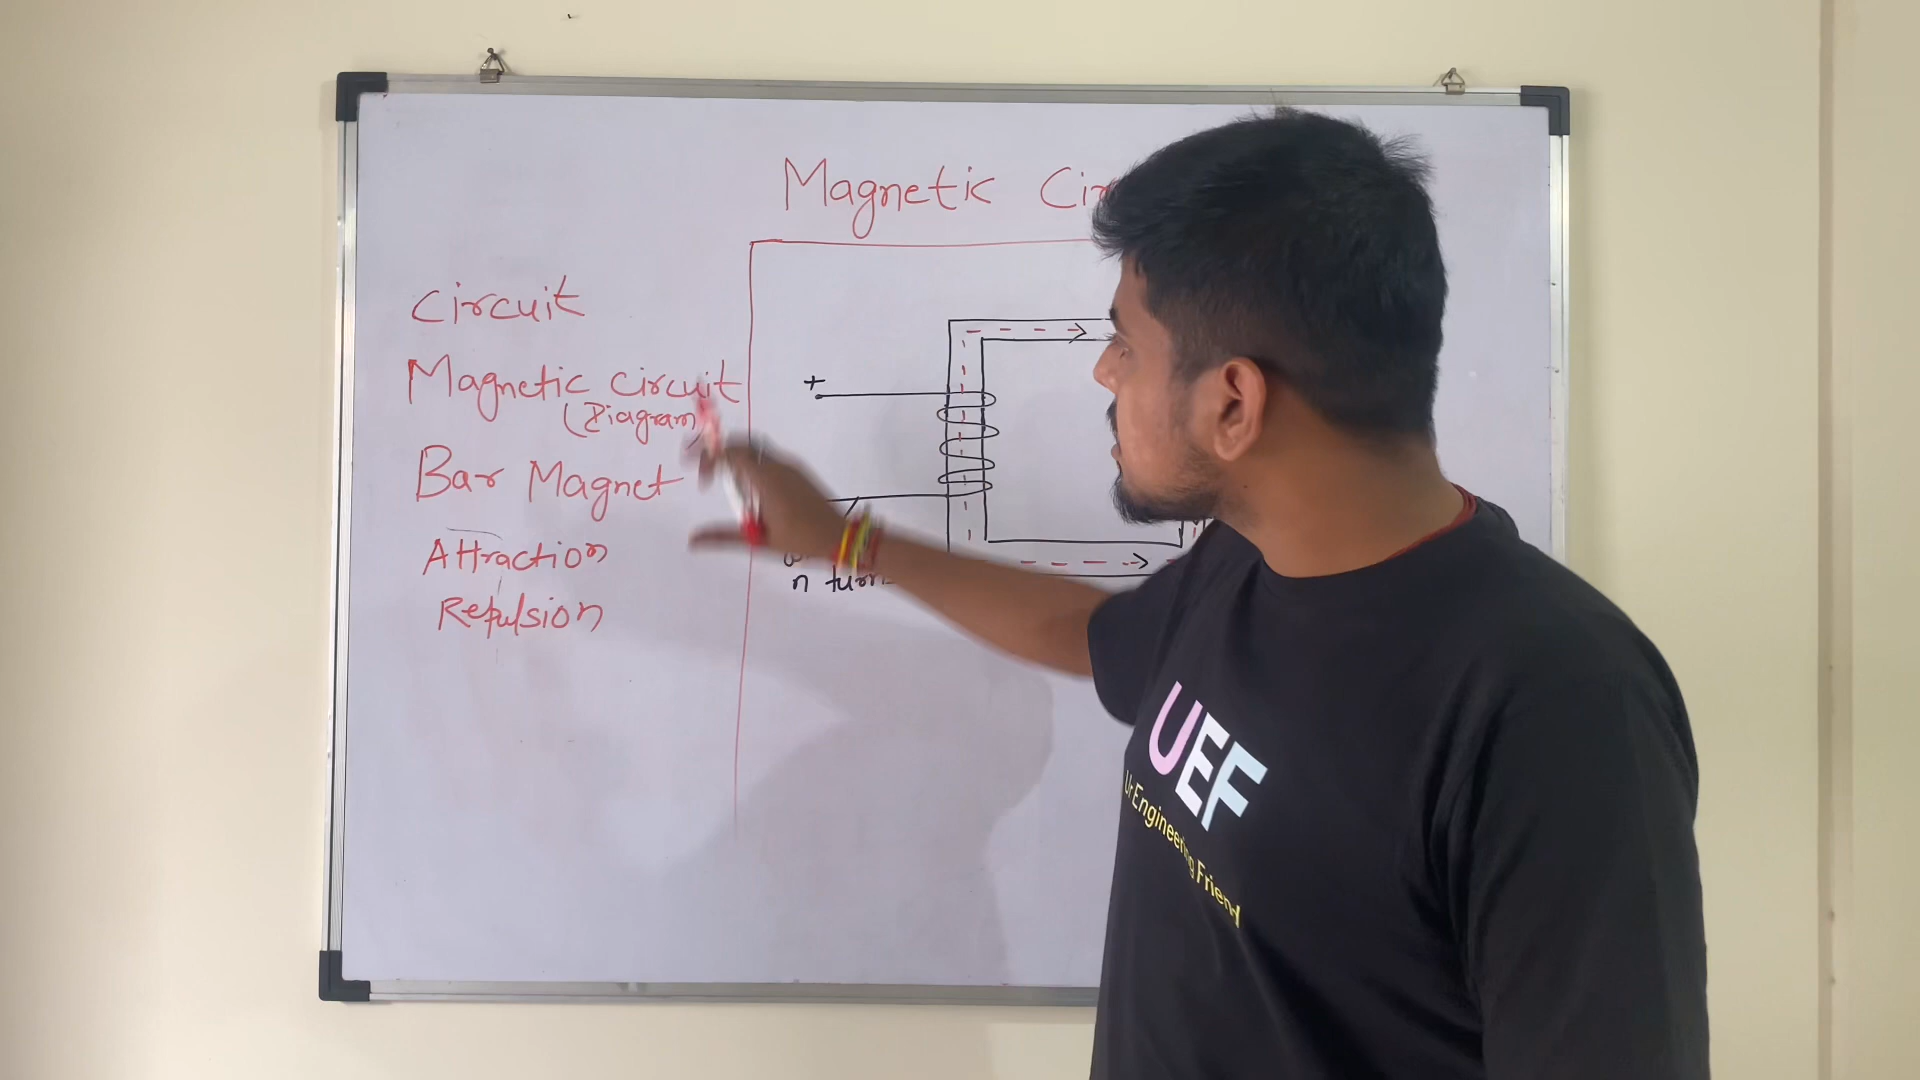 Magnetic Cir
Circuit
Magnetic circuit
(Diagram)
Bar Magnet
Attraction
Repulsion
+
n turn
UEF
Ur Engineering Friend